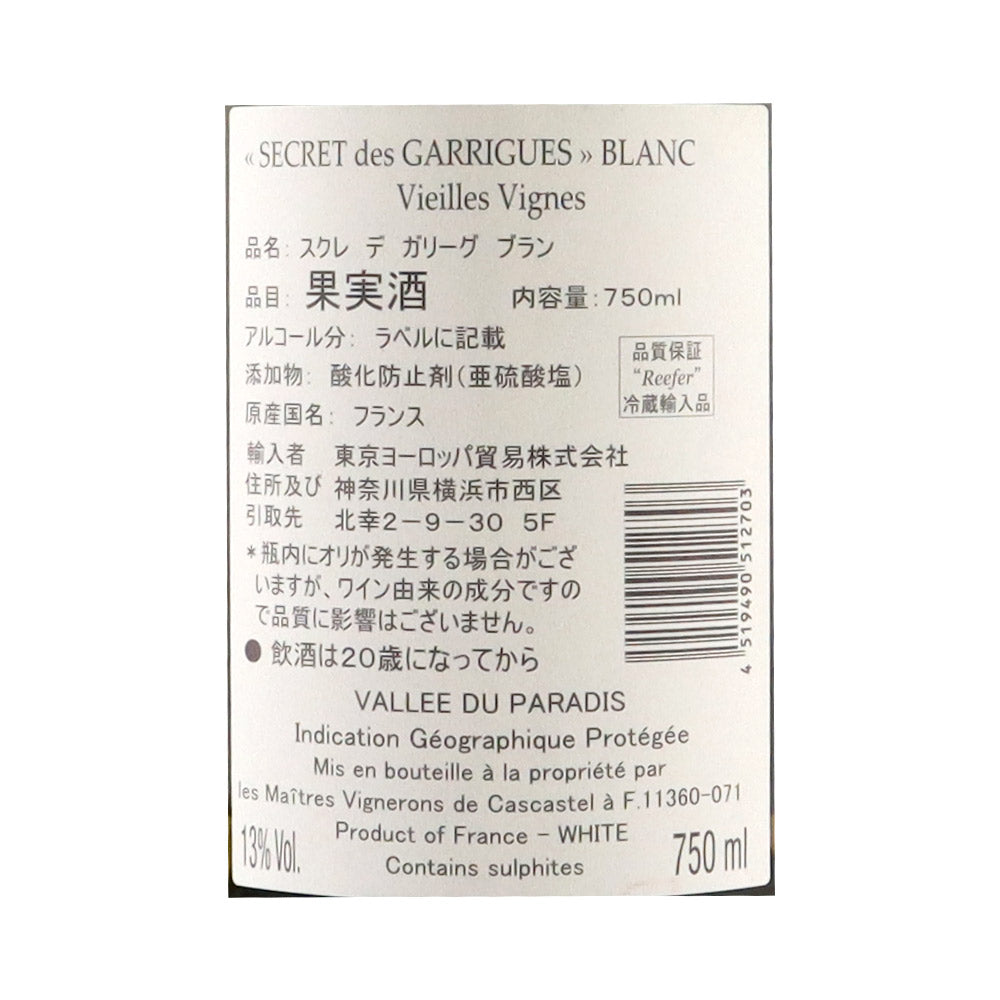 « SECRET des GARRIGUES » BLANC
Vieilles Vignes
品名: スクレ デ ガリーグ ブラン
品目: 果実酒 内容量:750ml
アルコール分: ラベルに記載
添加物: 酸化防止剤(亜硫酸塩)
原産国名: フランス
品質保証
“Reefer”
冷蔵輸入品
輸入者 東京ヨーロッパ貿易株式会社
住所及び 神奈川県横浜市西区
引取先 北幸2-9-30 5F
*瓶内にオリが発生する場合がござ
いますが、ワイン由来の成分ですの
で品質に影響はございません。
● 飲酒は20歳になってから
4 519490 512703
VALLEE DU PARADIS
Indication Géographique Protégée
Mis en bouteille à la propriété par
les Maîtres Vignerons de Cascastel à F.11360-071
Product of France - WHITE
Contains sulphites
13% Vol.
750 ml